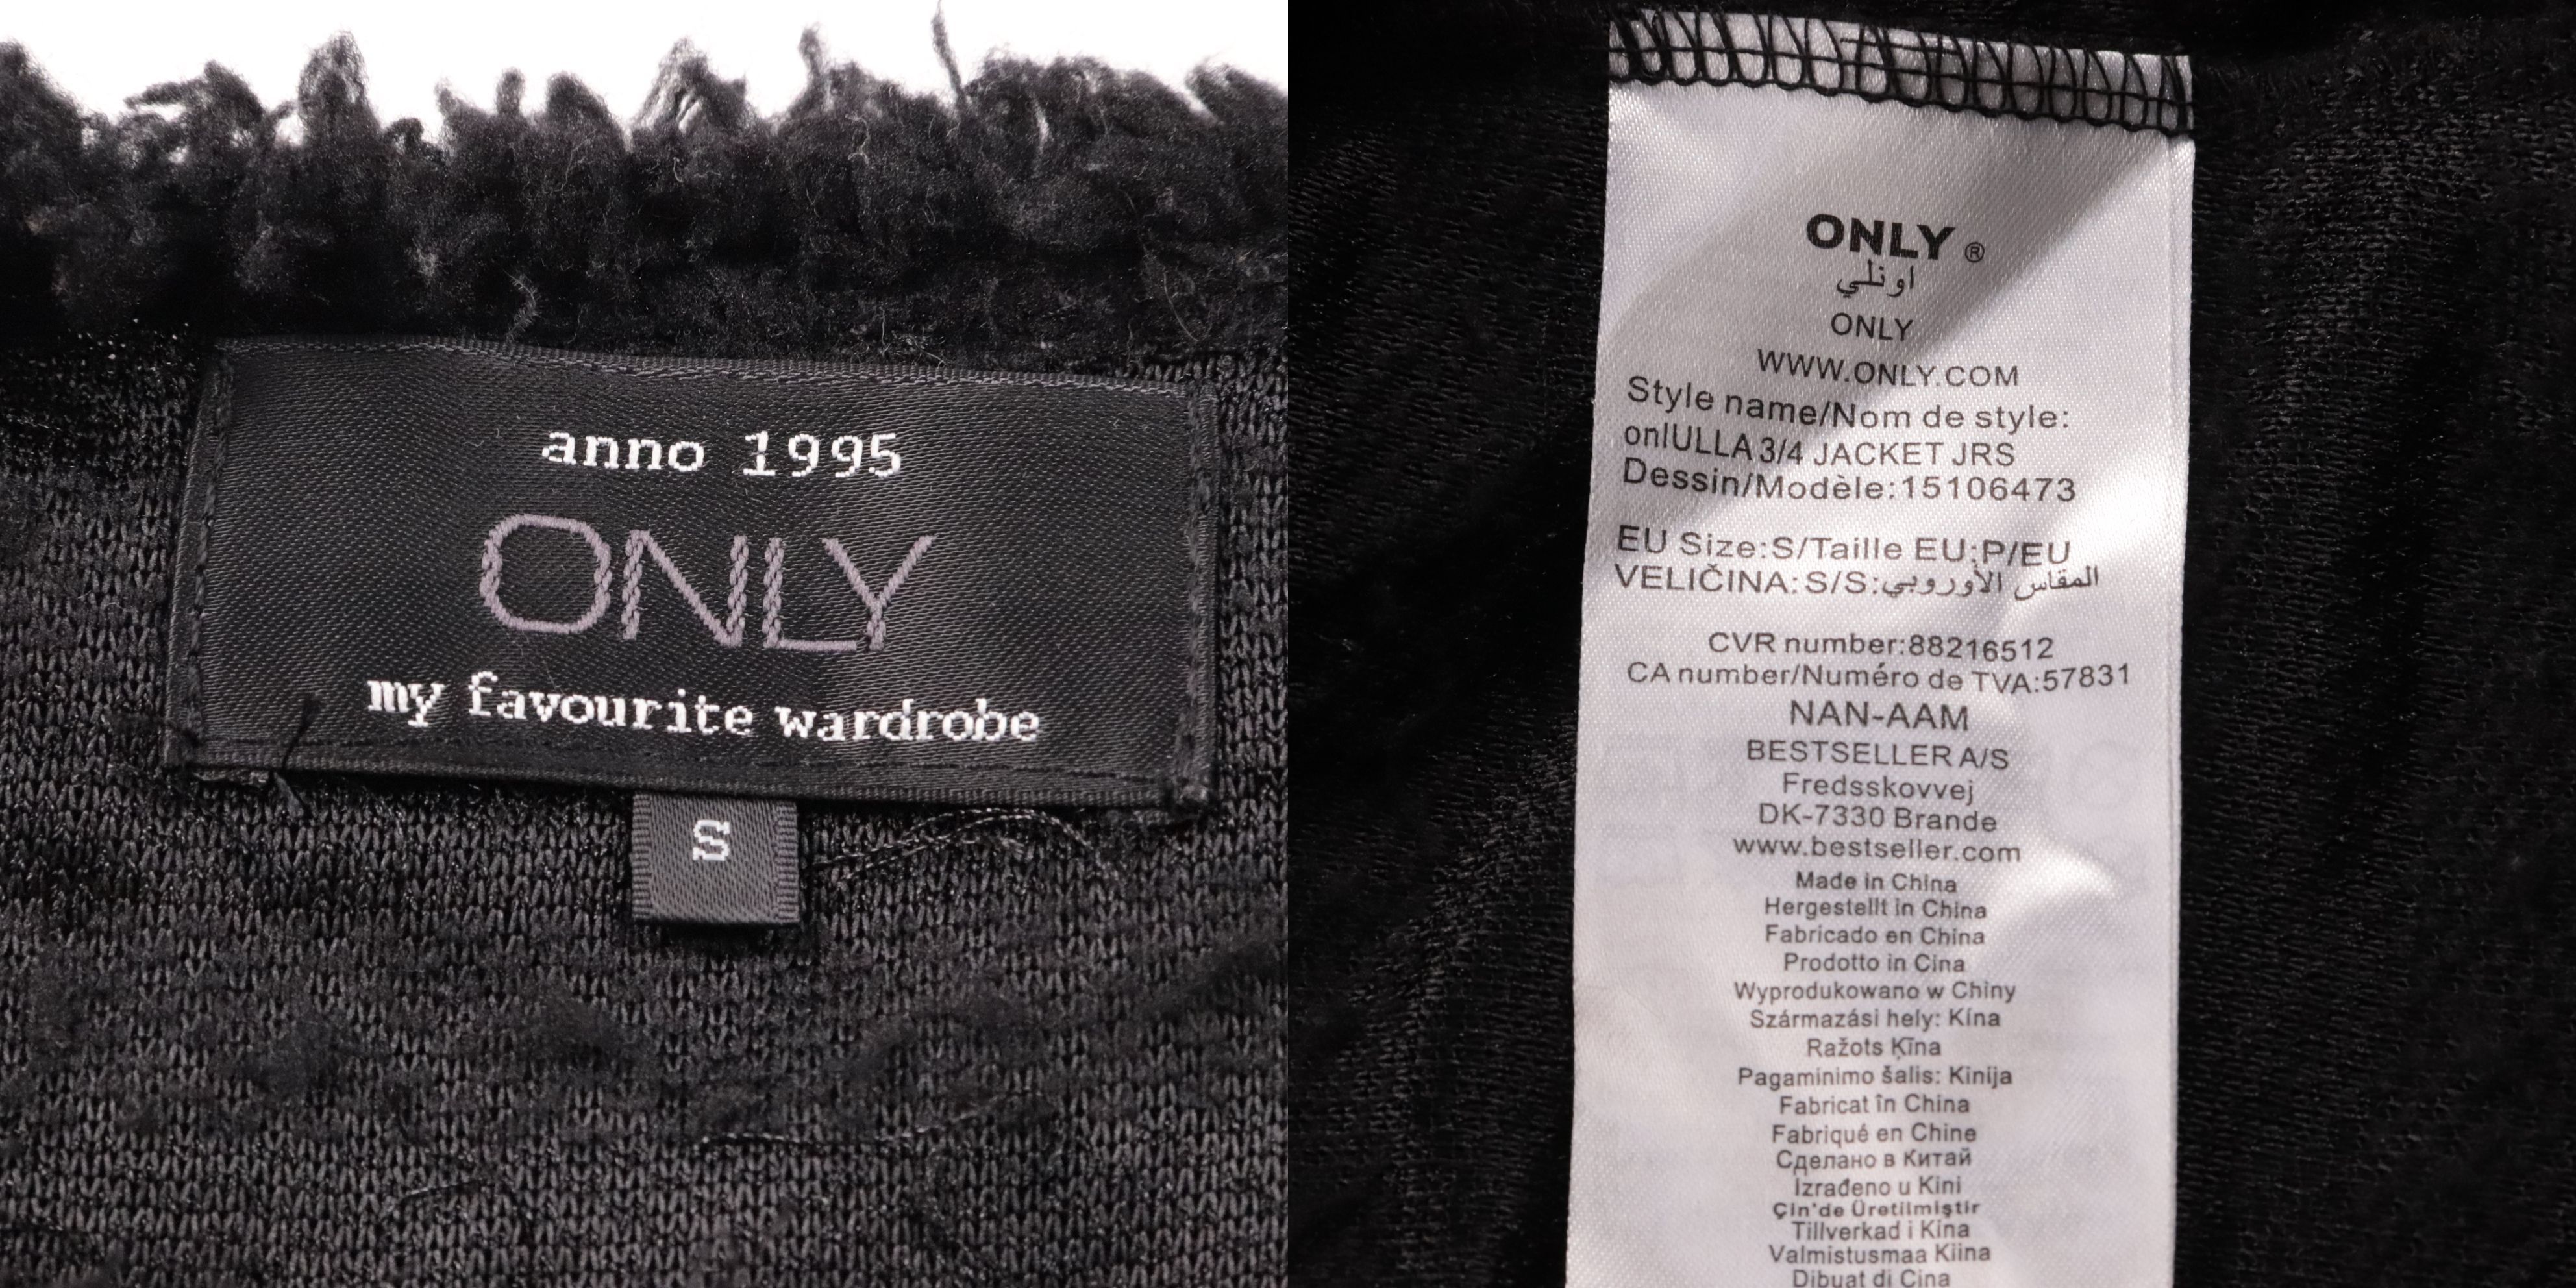 anno 1995
ONLY
my favourite wardrobe
S
ONLY ®
اونلي
ONLY
WWW.ONLY.COM
Style name/Nom de style:
onlULLA 3/4 JACKET JRS
Dessin/Modèle:15106473
EU Size:S/Taille EU:P/EU
VELIČINA: S/S:المقاس الأوروبي
CVR number:88216512
CA number/Numéro de TVA:57831
NAN-AAM
BESTSELLER A/S
Fredsskovvej
DK-7330 Brande
www.bestseller.com
Made in China
Hergestellt in China
Fabricado en China
Prodotto in Cina
Wyprodukowano w Chiny
Származási hely: Kína
Ražots Ķīna
Pagaminimo šalis: Kinija
Fabricat în China
Fabriqué en Chine
Сделано в Китай
Izrađeno u Kini
Çin'de Üretilmiştir
Tillverkad i Kina
Valmistusmaa Kiina
Dibuat di Cina